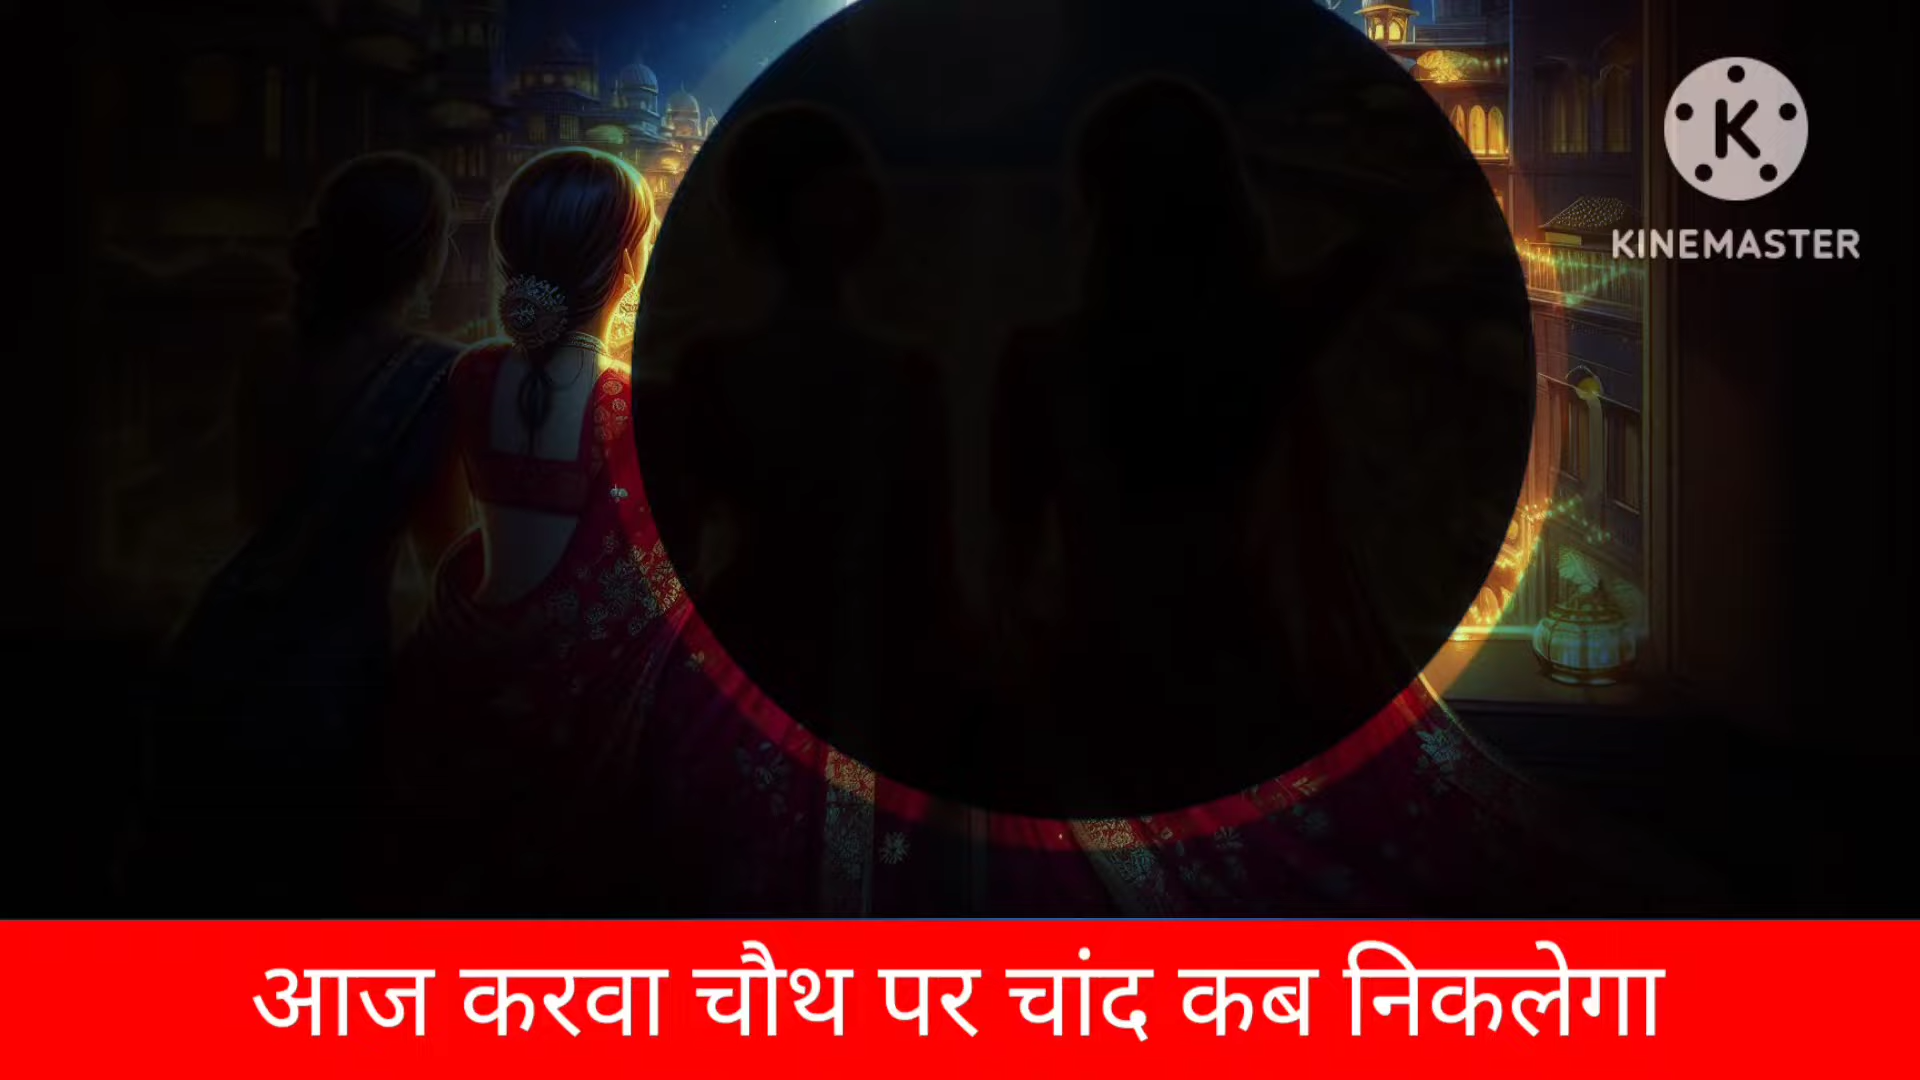 K
KINEMASTER
आज करवा चौथ पर चांद कब निकलेगा